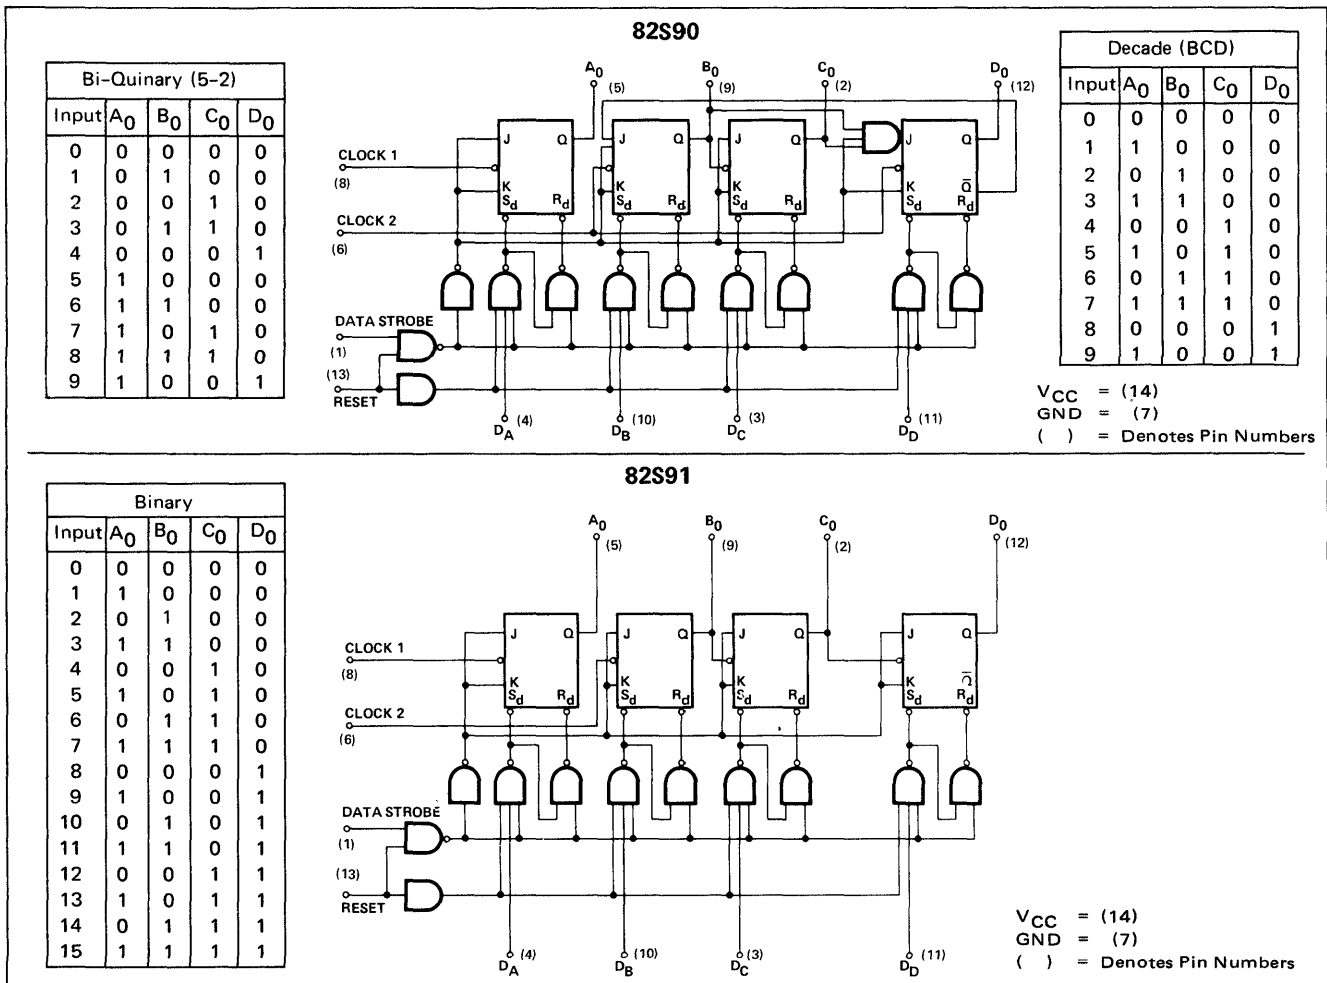 82S90
Bi-Quinary (5-2)
Input A0 B0 C0 D0
0 0 0 0 0
1 0 1 0 0
2 0 0 1 0
3 0 1 1 0
4 0 0 0 1
5 1 0 0 0
6 1 1 0 0
7 1 0 1 0
8 1 1 1 0
9 1 0 0 1
A0 (5)
B0 (9)
C0 (2)
D0 (12)
J Q J Q J Q J Q
CLOCK 1
(8)
K K K K Q̅
Sd Rd Sd Rd Sd Rd Sd Rd
CLOCK 2
(6)
DATA STROBE
(1)
(13)
RESET
DA (4)
DB (10)
DC (3)
DD (11)
Decade (BCD)
Input A0 B0 C0 D0
0 0 0 0 0
1 1 0 0 0
2 0 1 0 0
3 1 1 0 0
4 0 0 1 0
5 1 0 1 0
6 0 1 1 0
7 1 1 1 0
8 0 0 0 1
9 1 0 0 1
VCC = (14)
GND = (7)
( ) = Denotes Pin Numbers
82S91
Binary
Input A0 B0 C0 D0
0 0 0 0 0
1 1 0 0 0
2 0 1 0 0
3 1 1 0 0
4 0 0 1 0
5 1 0 1 0
6 0 1 1 0
7 1 1 1 0
8 0 0 0 1
9 1 0 0 1
10 0 1 0 1
11 1 1 0 1
12 0 0 1 1
13 1 0 1 1
14 0 1 1 1
15 1 1 1 1
A0 (5)
B0 (9)
C0 (2)
D0 (12)
J Q J Q J Q J Q
CLOCK 1
(8)
K K K K Q̅
Sd Rd Sd Rd Sd Rd Sd Rd
CLOCK 2
(6)
DATA STROBE
(1)
(13)
RESET
DA (4)
DB (10)
DC (3)
DD (11)
VCC = (14)
GND = (7)
( ) = Denotes Pin Numbers